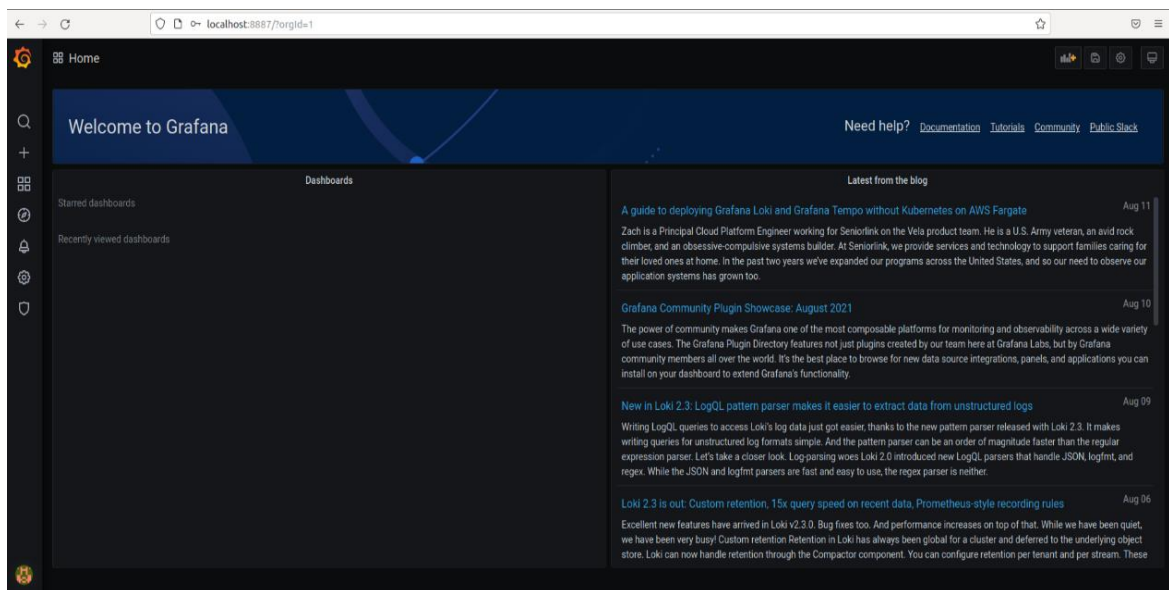 localhost:8887/?orgId=1
Home
Welcome to Grafana
Need help? Documentation Tutorials Community Public Slack
Dashboards
Starred dashboards
Recently viewed dashboards
Latest from the blog
A guide to deploying Grafana Loki and Grafana Tempo without Kubernetes on AWS Fargate Aug 11
Zach is a Principal Cloud Platform Engineer working for Seniorlink on the Vela product team. He is a U.S. Army veteran, an avid rock
climber, and an obsessive-compulsive systems builder. At Seniorlink, we provide services and technology to support families caring for
their loved ones at home. In the past two years we've expanded our programs across the United States, and so our need to observe our
application systems has grown too.
Grafana Community Plugin Showcase: August 2021 Aug 10
The power of community makes Grafana one of the most composable platforms for monitoring and observability across a wide variety
of use cases. The Grafana Plugin Directory features not just plugins created by our team here at Grafana Labs, but by Grafana
community members all over the world. It's the best place to browse for new data source integrations, panels, and applications you can
install on your dashboard to extend Grafana's functionality.
New in Loki 2.3: LogQL pattern parser makes it easier to extract data from unstructured logs Aug 09
Writing LogQL queries to access Loki's log data just got easier, thanks to the new pattern parser released with Loki 2.3. It makes
writing queries for unstructured log formats simple. And the pattern parser can be an order of magnitude faster than the regular
expression parser. Let's take a closer look. Log-parsing woes Loki 2.0 introduced new LogQL parsers that handle JSON, logfmt, and
regex. While the JSON and logfmt parsers are fast and easy to use, the regex parser is neither.
Loki 2.3 is out: Custom retention, 15x query speed on recent data, Prometheus-style recording rules Aug 06
Excellent new features have arrived in Loki v2.3.0. Bug fixes too. And performance increases on top of that. While we have been quiet,
we have been very busy! Custom retention Retention in Loki has always been global for a cluster and deferred to the underlying object
store. Loki can now handle retention through the Compactor component. You can configure retention per tenant and per stream. These